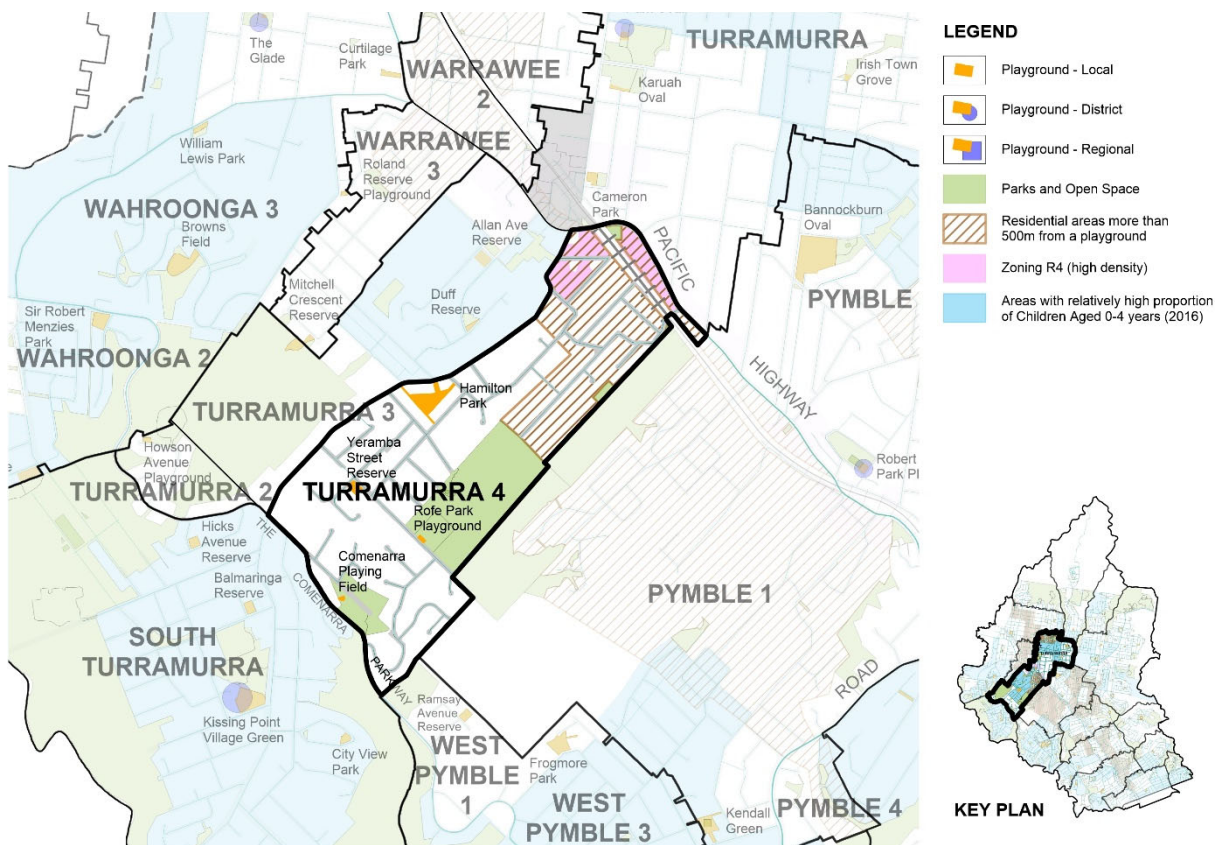 TURRAMURRA
The
Glade
Curtilage
Park
WARRAWEE
2
Karuah
Oval
Irish Town
Grove
William
Lewis Park
WARRAWEE
3
Roland
Reserve
Playground
Cameron
Park
WAHROONGA 3
Browns
Field
Allan Ave
Reserve
PACIFIC
HIGHWAY
Bannockburn
Oval
Mitchell
Crescent
Reserve
Duff
Reserve
PYMBLE
Sir Robert
Menzies
Park
WAHROONGA 2
Hamilton
Park
TURRAMURRA 3
Yeramba
Street
Reserve
Howson
Avenue
Playground
TURRAMURRA 2
TURRAMURRA 4
Robert
Park Pl
Rofe Park
Playground
Hicks
Avenue
Reserve
THE
COMENARRA
PARKWAY
Comenarra
Playing
Field
Balmaringa
Reserve
PYMBLE 1
SOUTH
TURRAMURRA
ROAD
Kissing Point
Village Green
Ramsay
Avenue
Reserve
City View
Park
WEST
PYMBLE
1
Frogmore
Park
WEST
PYMBLE 3
Kendall
Green
PYMBLE 4
LEGEND
Playground - Local
Playground - District
Playground - Regional
Parks and Open Space
Residential areas more than
500m from a playground
Zoning R4 (high density)
Areas with relatively high proportion
of Children Aged 0-4 years (2016)
KEY PLAN